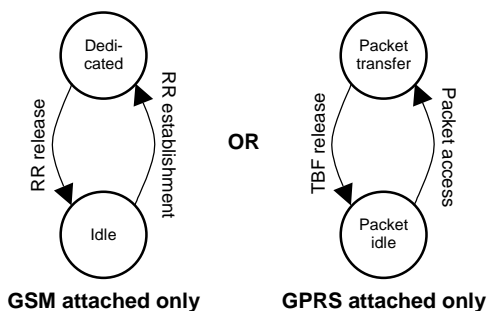 Dedi-
cated
RR release
RR establishment
Idle
GSM attached only
OR
Packet
transfer
TBF release
Packet access
Packet
idle
GPRS attached only